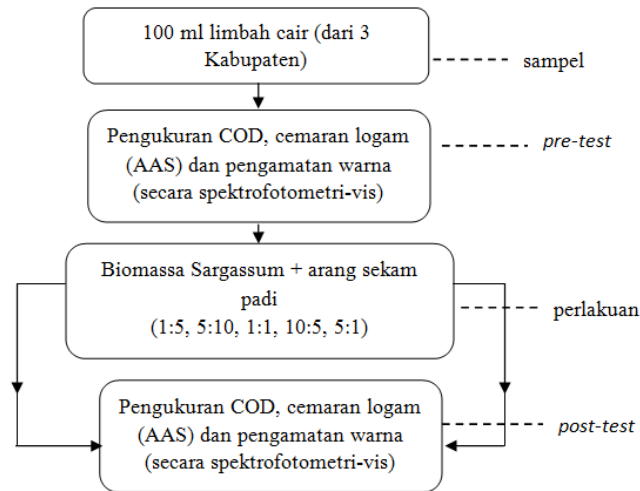 100 ml limbah cair (dari 3
Kabupaten)
sampel
Pengukuran COD, cemaran logam
(AAS) dan pengamatan warna
(secara spektrofotometri-vis)
pre-test
Biomassa Sargassum + arang sekam
padi
(1:5, 5:10, 1:1, 10:5, 5:1)
perlakuan
Pengukuran COD, cemaran logam
(AAS) dan pengamatan warna
(secara spektrofotometri-vis)
post-test